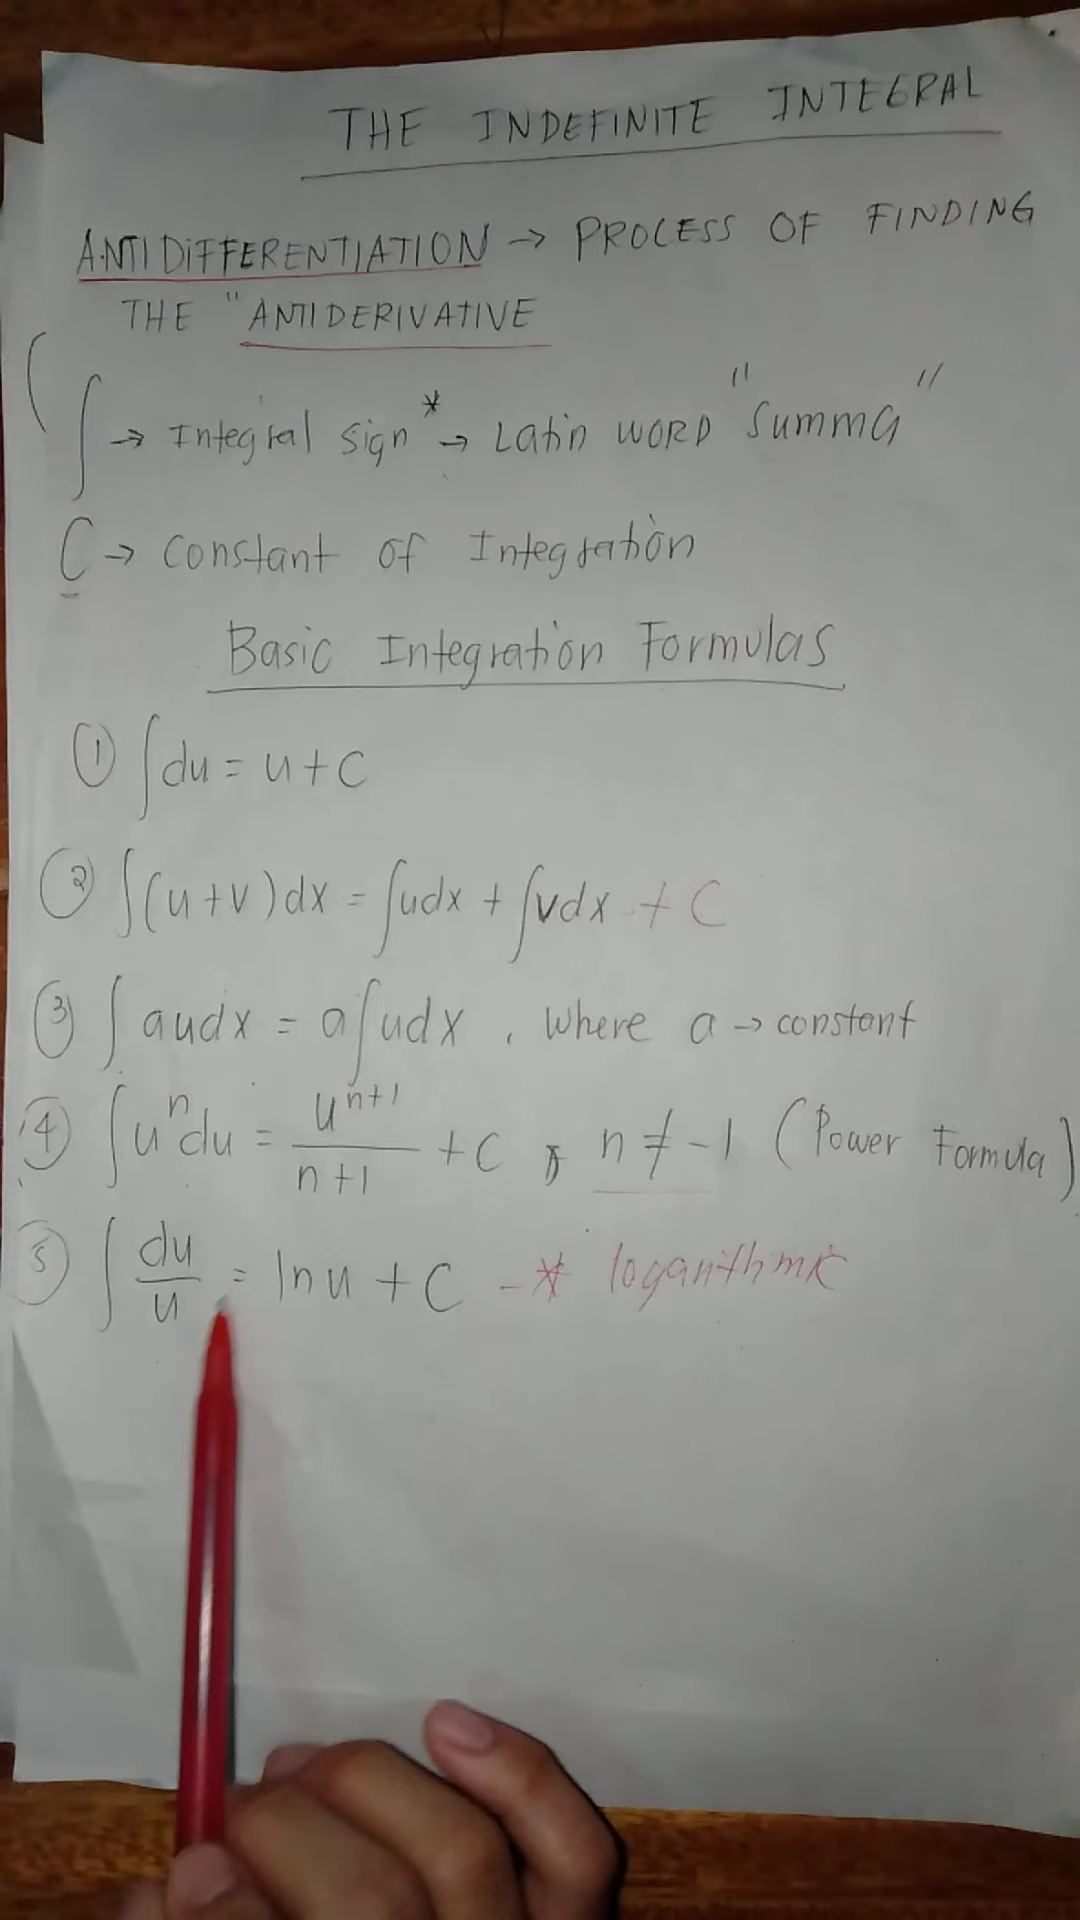 THE INDEFINITE INTEGRAL
ANTIDIFFERENTIATION → PROCESS OF FINDING
THE "ANTIDERIVATIVE
∫ → Integral sign * → Latin WORD "Summa"
C → Constant of Integration
Basic Integration Formulas
① ∫du = u + C
② ∫(u+v)dx = ∫udx + ∫vdx + C
③ ∫audx = a∫udx , where a → constant
④ ∫uⁿdu = uⁿ⁺¹/n+1 + C , n ≠ -1 (Power Formula)
⑤ ∫du/u = ln u + C - * logarithmic